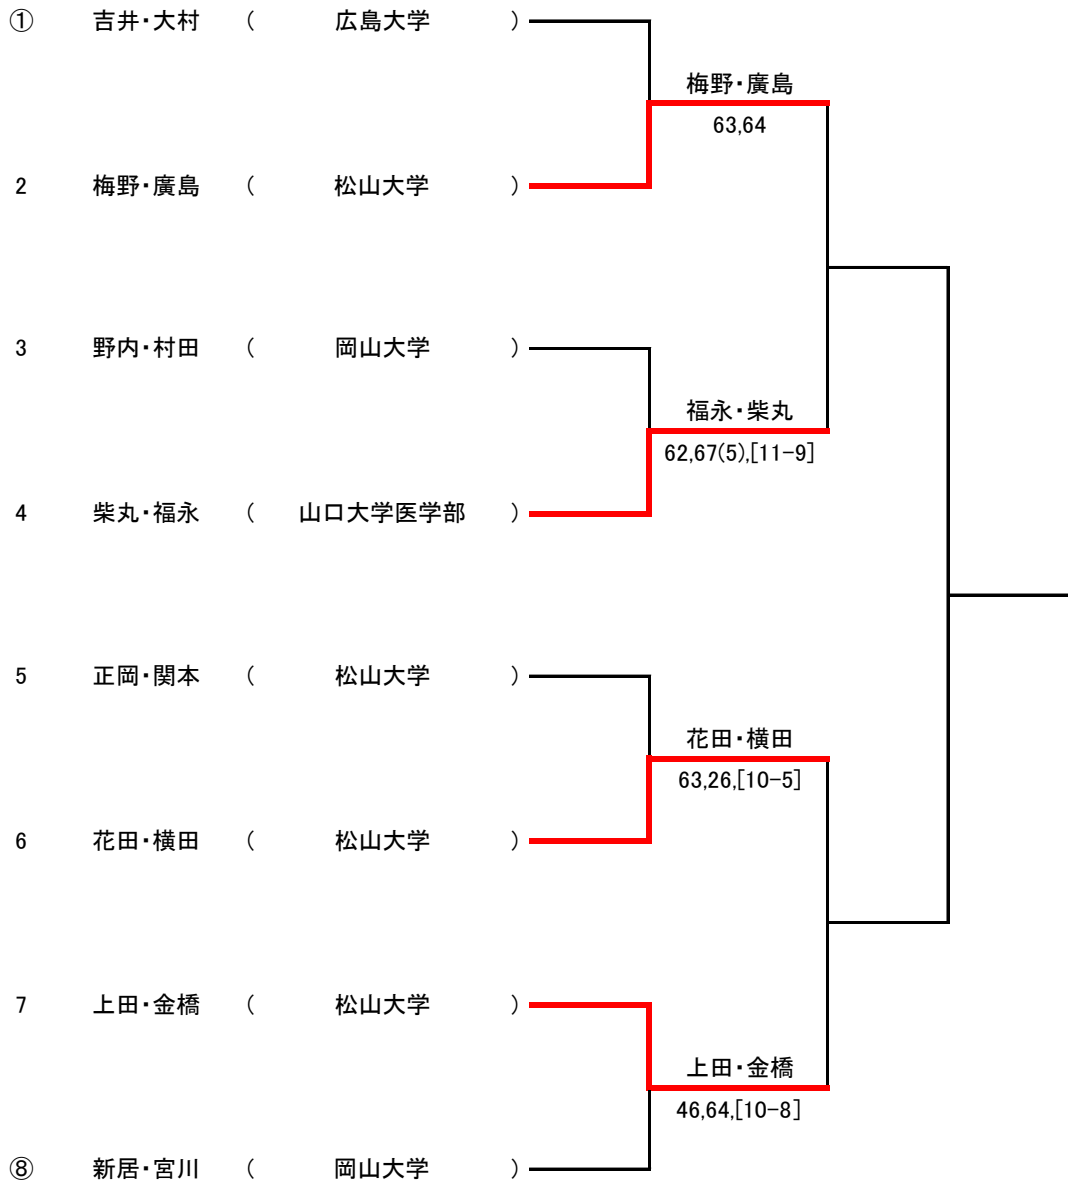 ① 吉井・大村 ( 広島大学 )
梅野・廣島
63,64
2 梅野・廣島 ( 松山大学 )
3 野内・村田 ( 岡山大学 )
福永・柴丸
62,67(5),[11-9]
4 柴丸・福永 ( 山口大学医学部 )
5 正岡・関本 ( 松山大学 )
花田・横田
63,26,[10-5]
6 花田・横田 ( 松山大学 )
7 上田・金橋 ( 松山大学 )
上田・金橋
46,64,[10-8]
⑧ 新居・宮川 ( 岡山大学 )